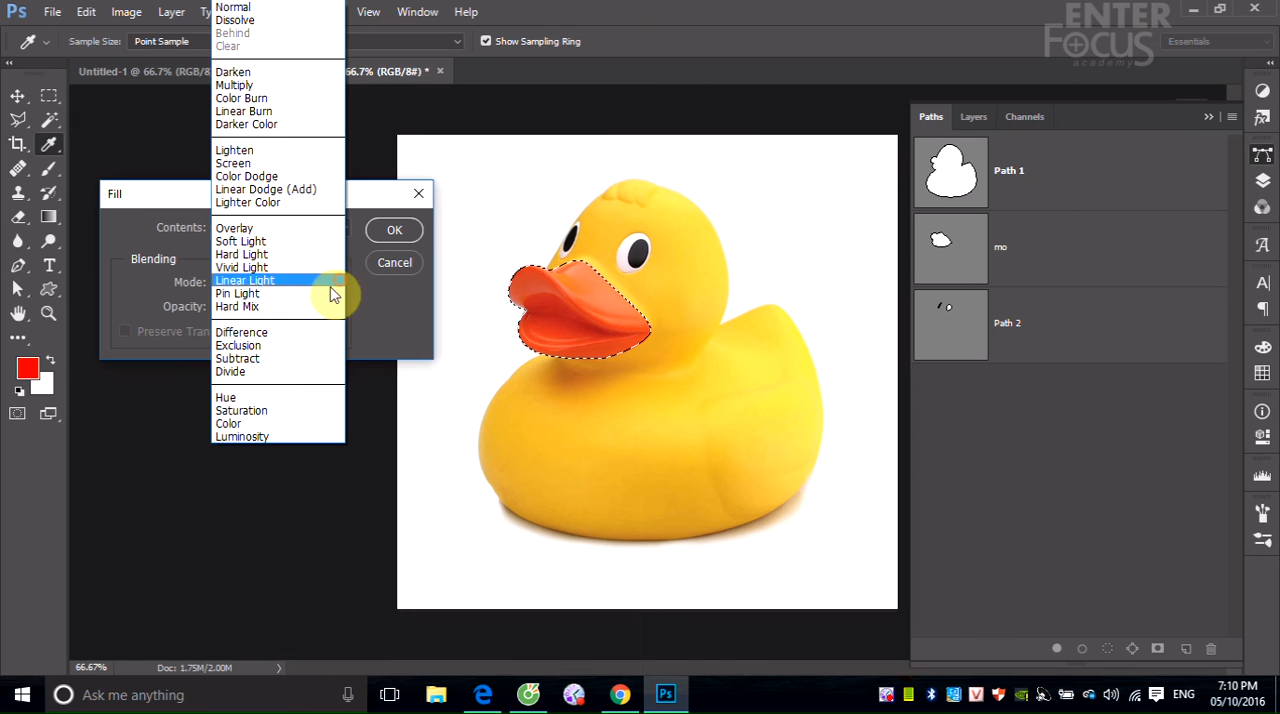 Ps File Edit Image Layer Ty View Window Help
Sample Size: Point Sample Show Sampling Ring Essentials
ENTER
FOCUS
academy
Untitled-1 @ 66.7% (RGB/8 66.7% (RGB/8#) * ×
Normal
Dissolve
Behind
Clear
Darken
Multiply
Color Burn
Linear Burn
Darker Color
Lighten
Screen
Color Dodge
Linear Dodge (Add)
Lighter Color
Overlay
Soft Light
Hard Light
Vivid Light
Linear Light
Pin Light
Hard Mix
Difference
Exclusion
Subtract
Divide
Hue
Saturation
Color
Luminosity
Fill
Contents:
Blending
Mode:
Opacity:
Preserve Tran
OK
Cancel
Paths Layers Channels
Path 1
mo
Path 2
66.67% Doc: 1.75M/2.00M
Ask me anything
Ps
ENG
7:10 PM
05/10/2016